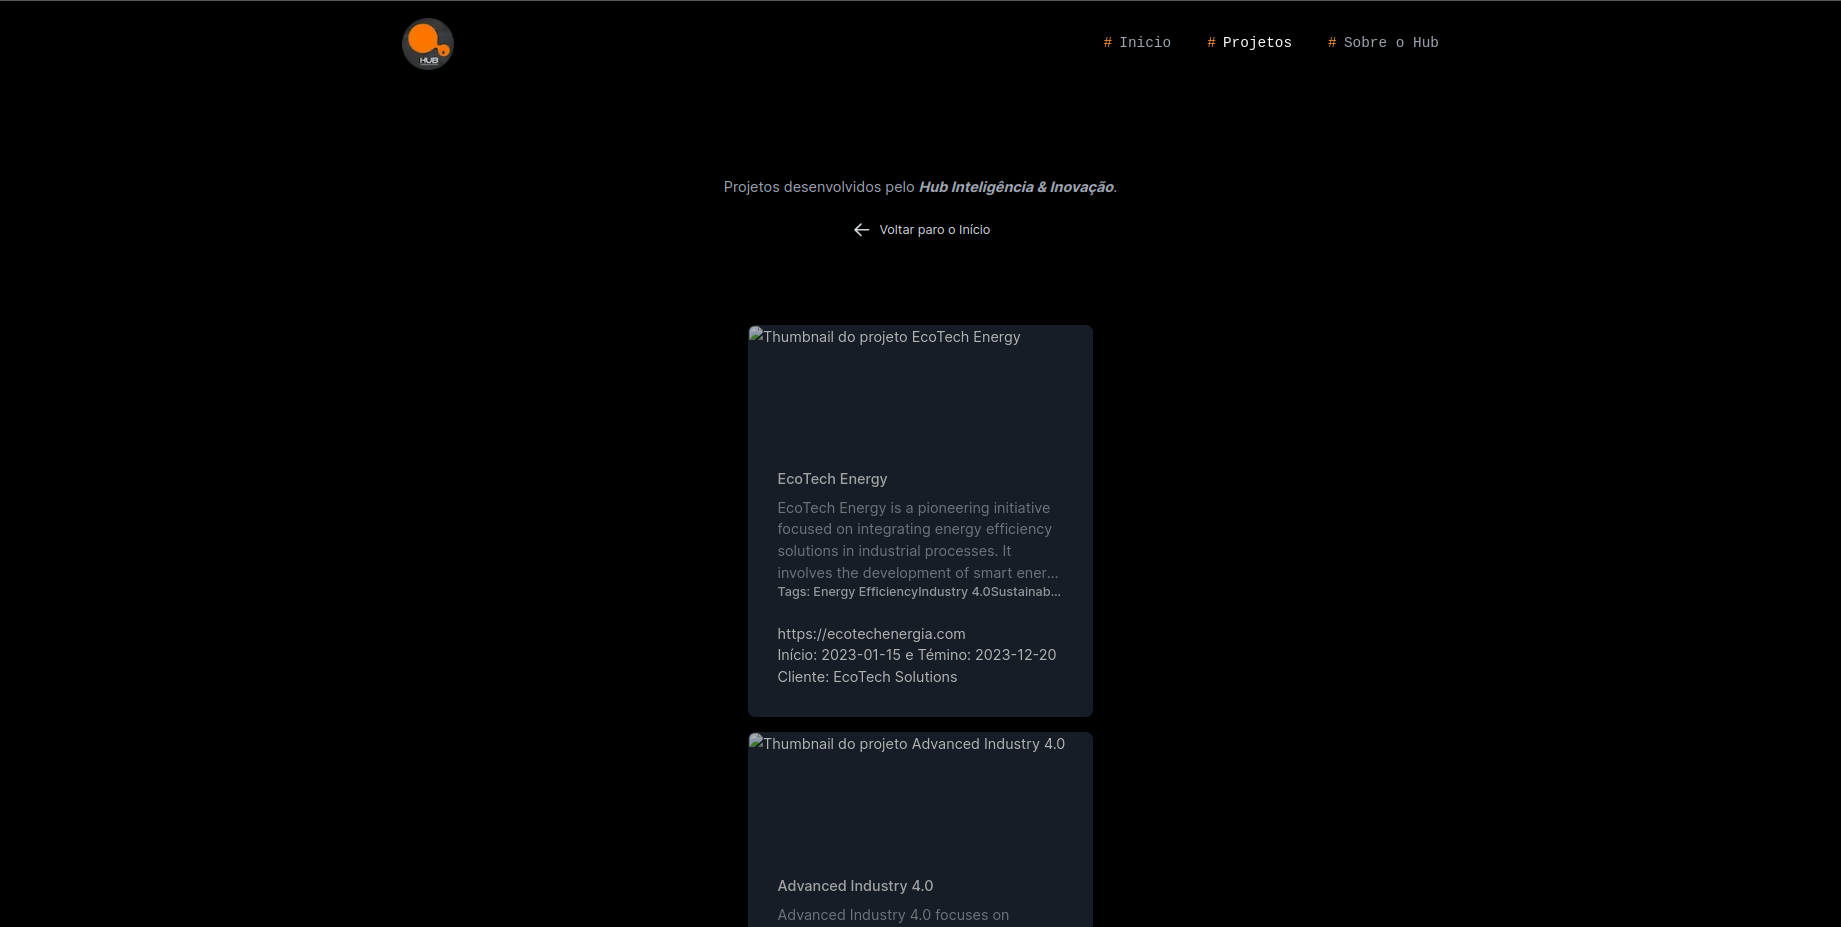 HUB
# Inicio # Projetos # Sobre o Hub
Projetos desenvolvidos pelo Hub Inteligência & Inovação.
Voltar paro o Início
Thumbnail do projeto EcoTech Energy
EcoTech Energy
EcoTech Energy is a pioneering initiative
focused on integrating energy efficiency
solutions in industrial processes. It
involves the development of smart ener...
Tags: Energy EfficiencyIndustry 4.0Sustainab...
https://ecotechenergia.com
Início: 2023-01-15 e Témino: 2023-12-20
Cliente: EcoTech Solutions
Thumbnail do projeto Advanced Industry 4.0
Advanced Industry 4.0
Advanced Industry 4.0 focuses on